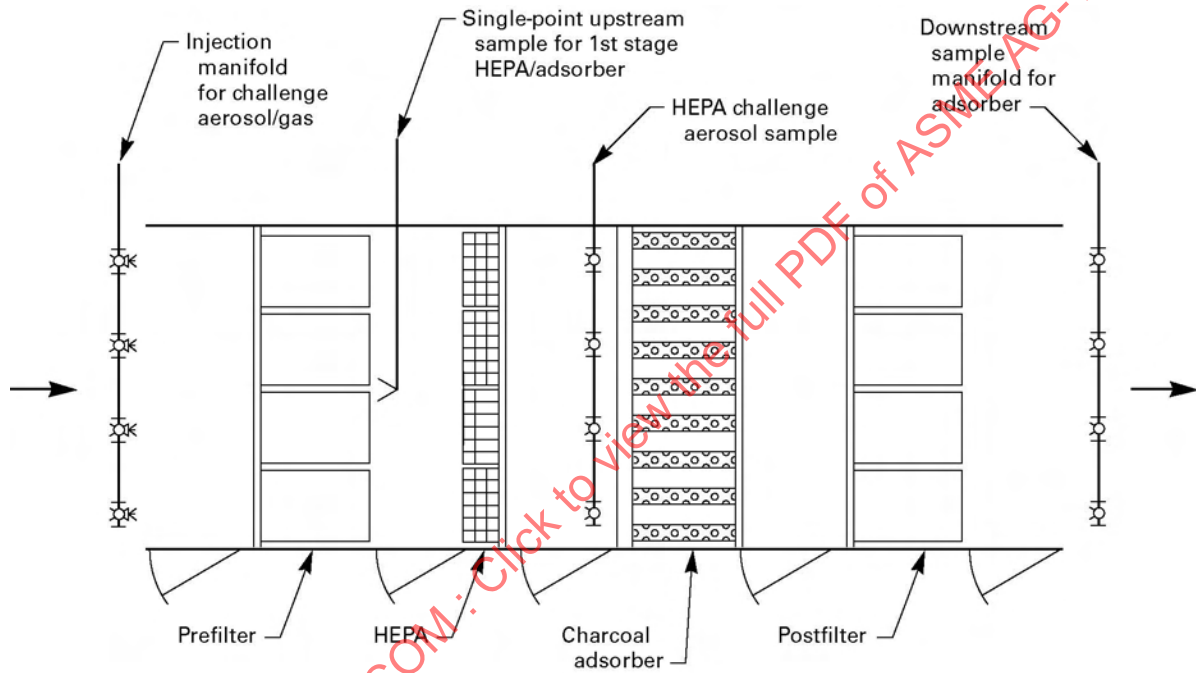 Injection
manifold
for challenge
aerosol/gas
Single-point upstream
sample for 1st stage
HEPA/adsorber
HEPA challenge
aerosol sample
Downstream
sample
manifold for
adsorber
Prefilter
HEPA
Charcoal
adsorber
Postfilter
COM : Click to view the full PDF of ASME AG-